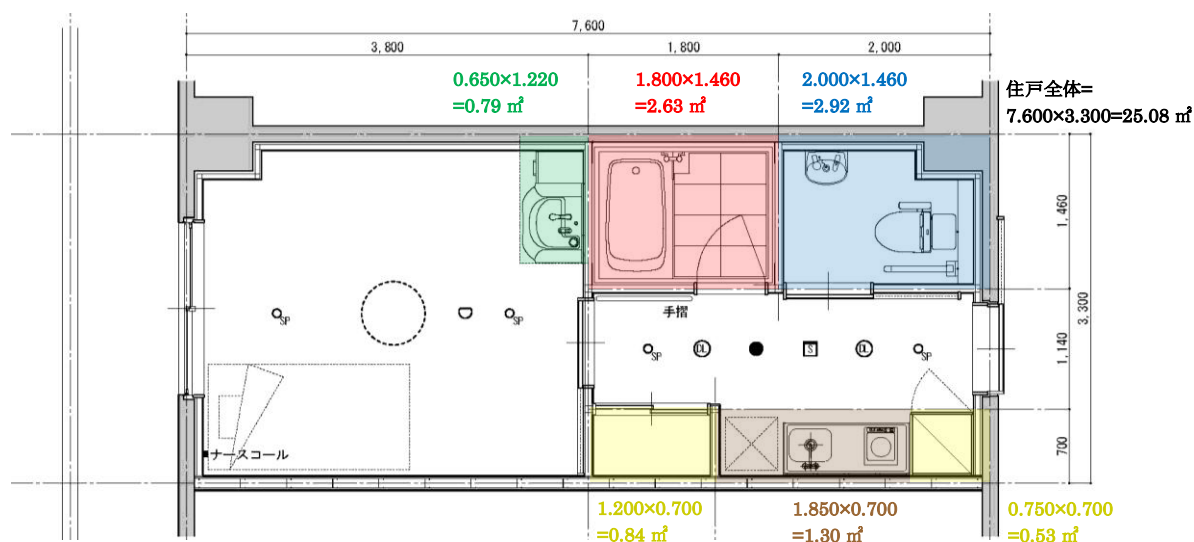 7,600
3,800
1,800
2,000
0.650×1.220
=0.79 ㎡
1.800×1.460
=2.63 ㎡
2.000×1.460
=2.92 ㎡
住戸全体=
7.600×3.300=25.08 ㎡
1,460
3,300
1,140
700
手摺
SP
SP
SP
DL
S
DL
SP
ナースコール
1.200×0.700
=0.84 ㎡
1.850×0.700
=1.30 ㎡
0.750×0.700
=0.53 ㎡